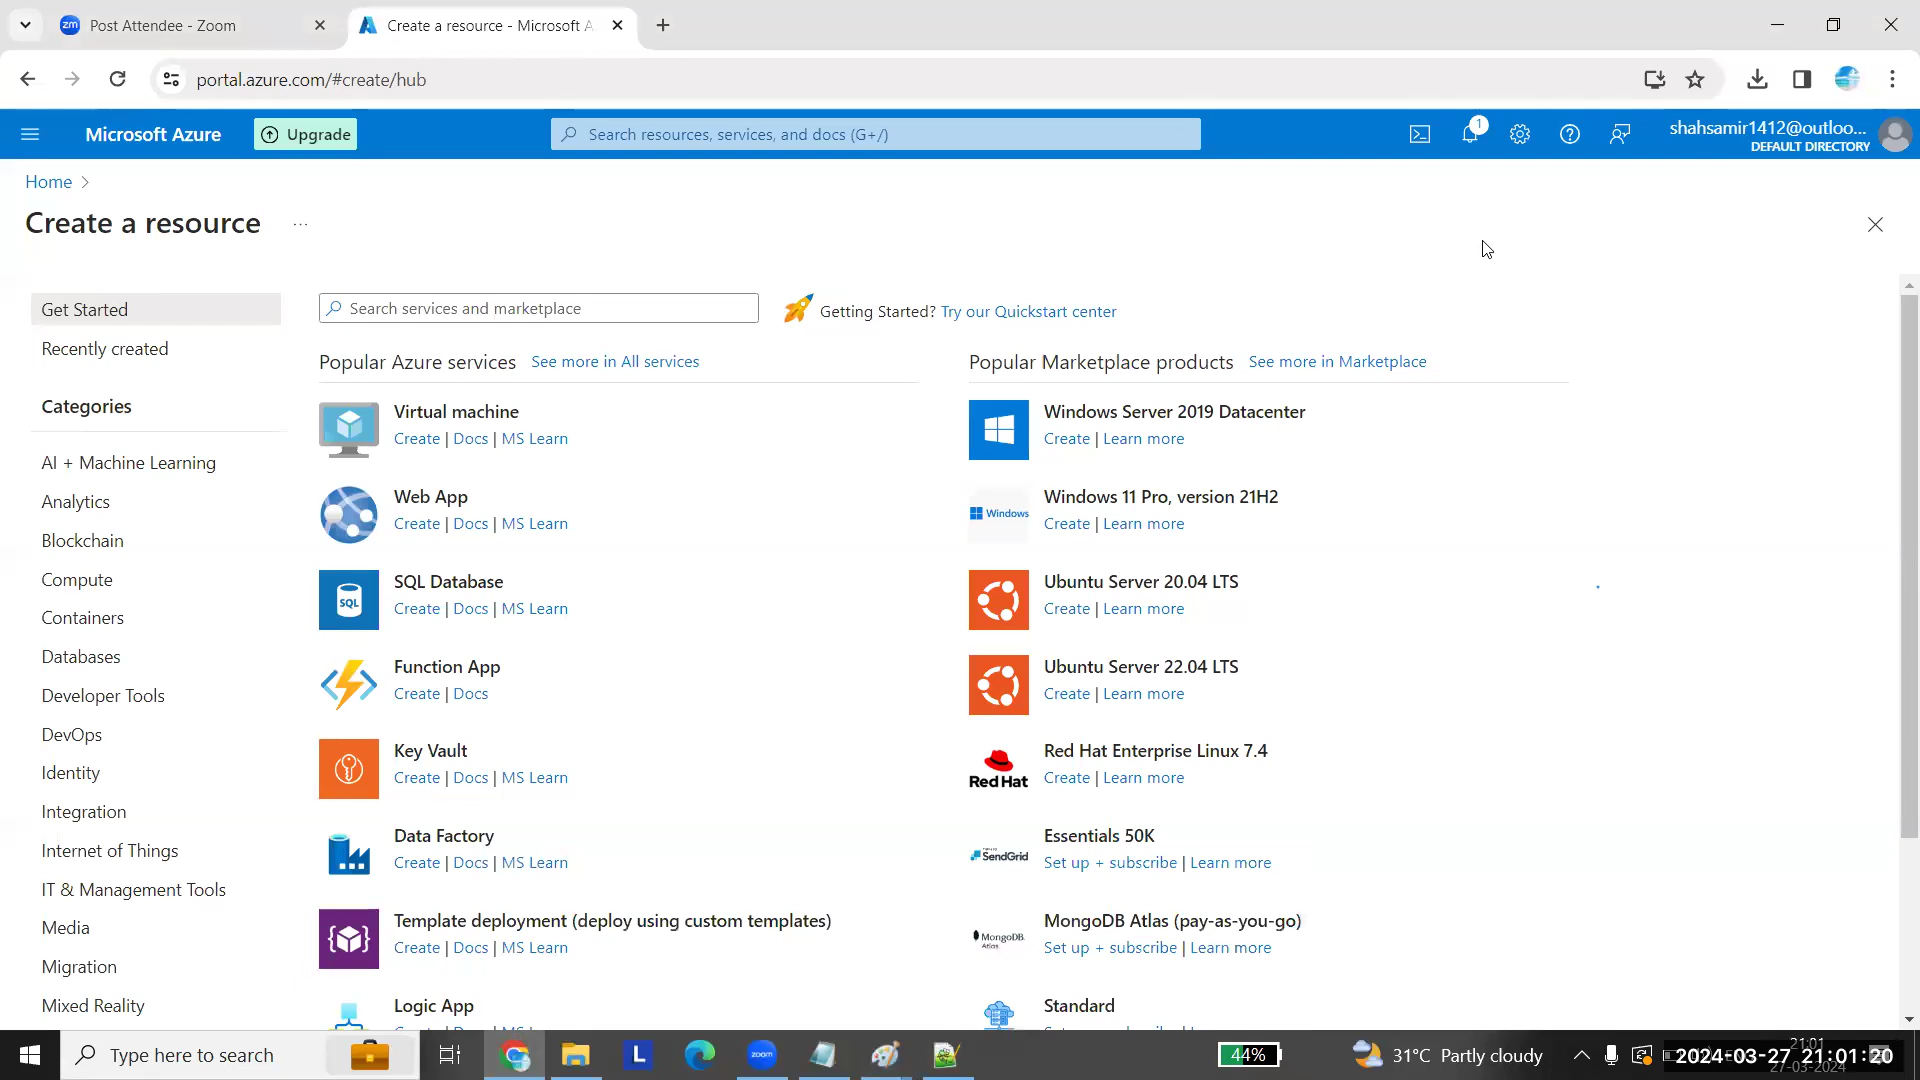 Post Attendee - Zoom
Create a resource - Microsoft A
portal.azure.com/#create/hub
Microsoft Azure
Upgrade
Search resources, services, and docs (G+/)
1
shahsamir1412@outloo...
DEFAULT DIRECTORY
Home
Create a resource
Get Started
Recently created
Categories
AI + Machine Learning
Analytics
Blockchain
Compute
Containers
Databases
Developer Tools
DevOps
Identity
Integration
Internet of Things
IT & Management Tools
Media
Migration
Mixed Reality
Search services and marketplace
Getting Started? Try our Quickstart center
Popular Azure services See more in All services
Virtual machine
Create | Docs | MS Learn
Web App
Create | Docs | MS Learn
SQL
SQL Database
Create | Docs | MS Learn
Function App
Create | Docs
Key Vault
Create | Docs | MS Learn
Data Factory
Create | Docs | MS Learn
Template deployment (deploy using custom templates)
Create | Docs | MS Learn
Logic App
Popular Marketplace products See more in Marketplace
Windows Server 2019 Datacenter
Create | Learn more
Windows
Windows 11 Pro, version 21H2
Create | Learn more
Ubuntu Server 20.04 LTS
Create | Learn more
Ubuntu Server 22.04 LTS
Create | Learn more
Red Hat
Red Hat Enterprise Linux 7.4
Create | Learn more
SendGrid
Essentials 50K
Set up + subscribe | Learn more
MongoDB.
Atlas
MongoDB Atlas (pay-as-you-go)
Set up + subscribe | Learn more
Standard
Type here to search
L
zoom
44%
31°C Partly cloudy
21:01
27-03-2024
2024-03-27 21:01:20